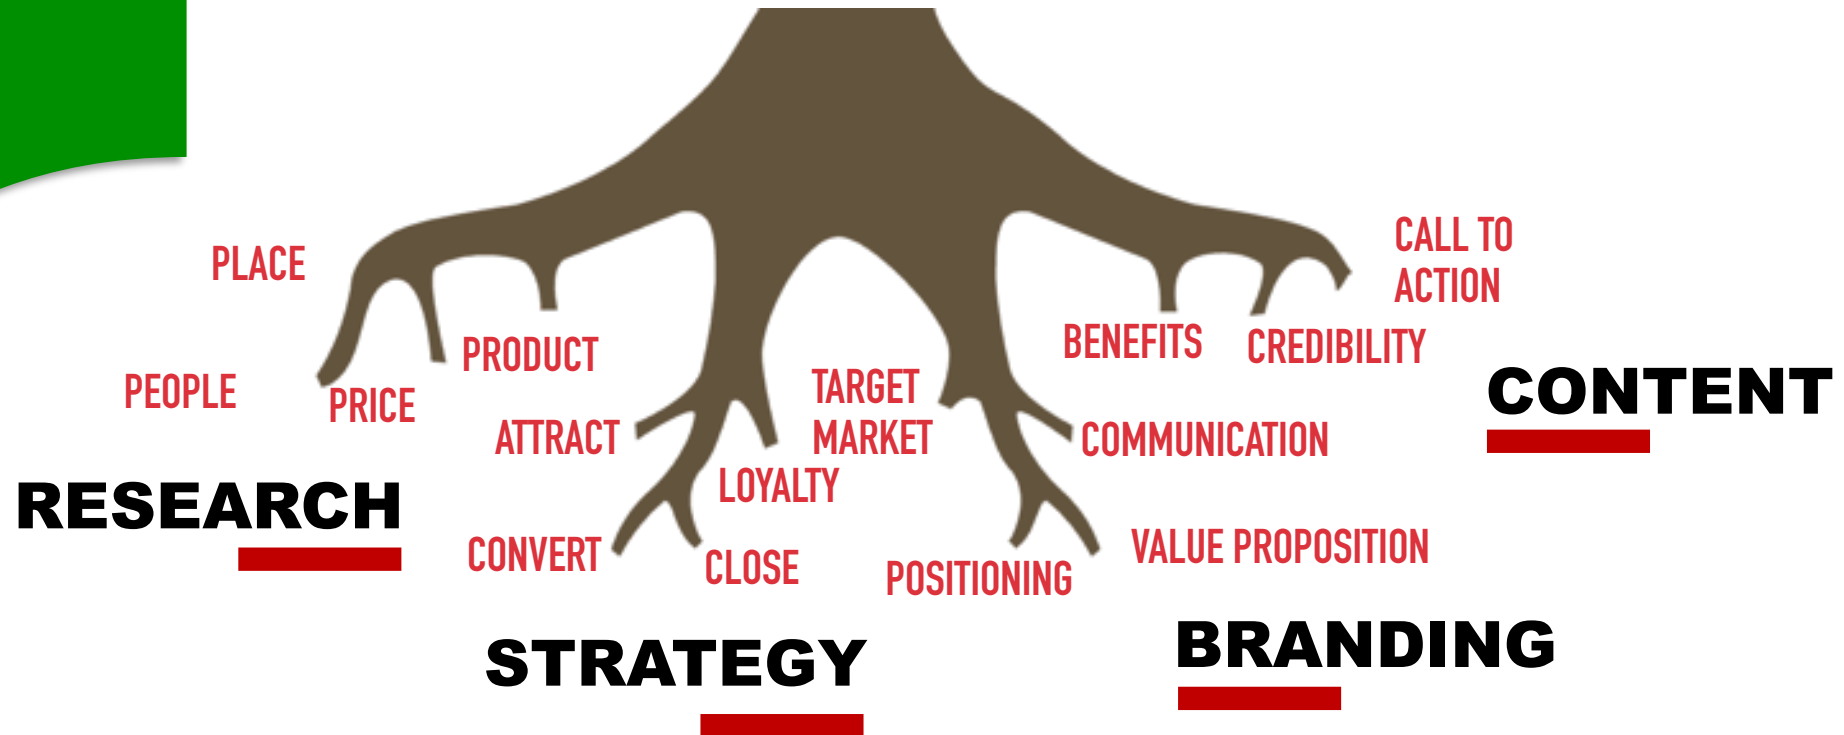 PLACE
PEOPLE
PRICE
PRODUCT
RESEARCH
ATTRACT
CONVERT
CLOSE
LOYALTY
STRATEGY
TARGET
MARKET
POSITIONING
COMMUNICATION
VALUE PROPOSITION
BRANDING
BENEFITS
CREDIBILITY
CALL TO
ACTION
CONTENT